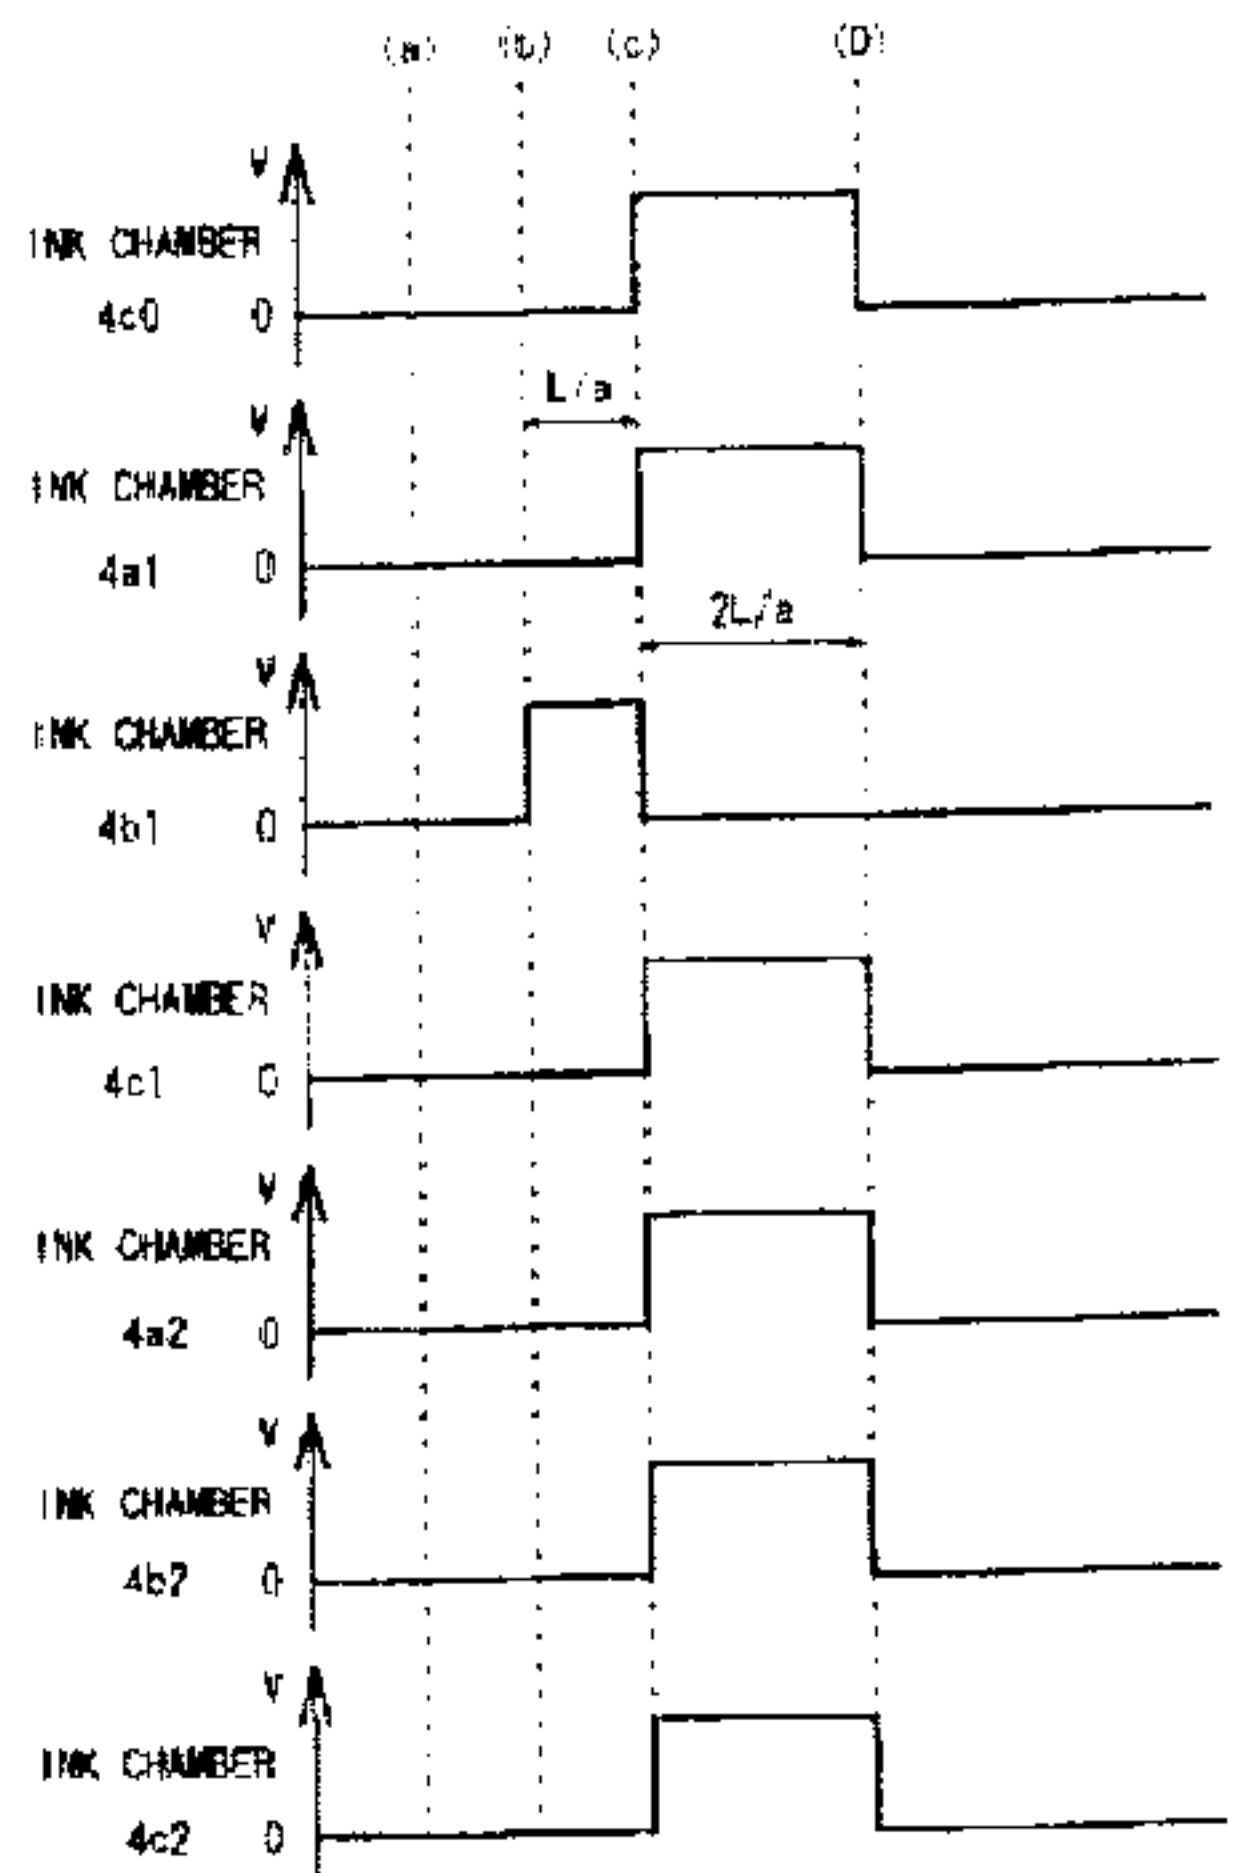 (a) (b) (c) (D)
V
INK CHAMBER
4c0 0
L/a
V
INK CHAMBER
4a1 0
2L/a
V
INK CHAMBER
4b1 0
V
INK CHAMBER
4c1 0
V
INK CHAMBER
4a2 0
V
INK CHAMBER
4b2 0
V
INK CHAMBER
4c2 0